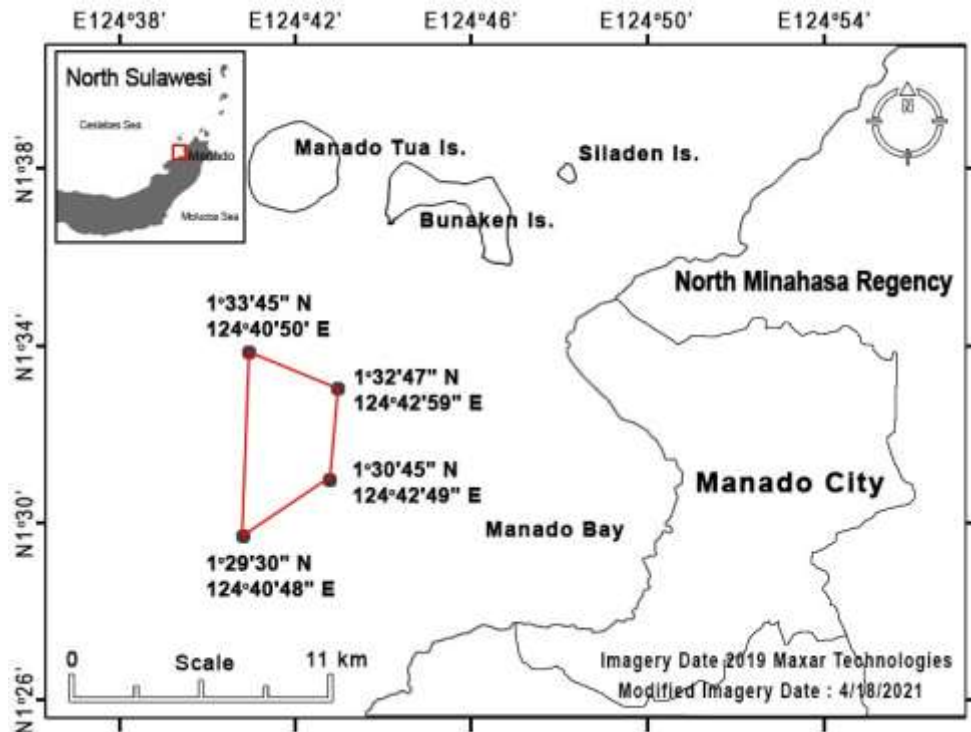 E124°38' E124°42' E124°46' E124°50' E124°54'
North Sulawesi
Celebes Sea
Manado
Molucca Sea
N
Manado Tua Is.
Siladen Is.
Bunaken Is.
N1°38'
North Minahasa Regency
1°33'45" N
124°40'50' E
N1°34'
1°32'47" N
124°42'59" E
1°30'45" N
124°42'49" E
Manado City
N1°30'
Manado Bay
1°29'30" N
124°40'48" E
0 Scale 11 km
Imagery Date 2019 Maxar Technologies
Modified Imagery Date : 4/18/2021
N1°26'